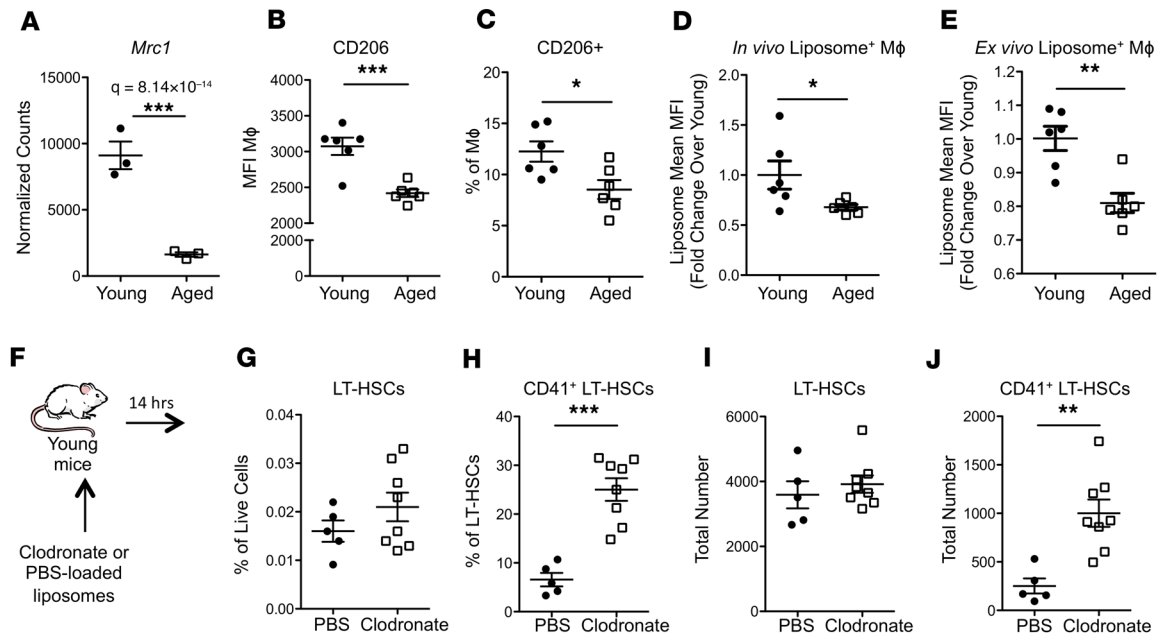 A
Mrc1
q = 8.14×10⁻¹⁴
***
Normalized Counts
15000
10000
5000
0
Young
Aged
B
CD206
***
MFI Mϕ
4000
3500
3000
2500
2000
2000
0
Young
Aged
C
CD206+
*
% of Mϕ
20
15
10
5
0
Young
Aged
D
In vivo Liposome⁺ Mϕ
*
Liposome Mean MFI
(Fold Change Over Young)
2.0
1.5
1.0
0.5
0.0
Young
Aged
E
Ex vivo Liposome⁺ Mϕ
**
Liposome Mean MFI
(Fold Change Over Young)
1.2
1.1
1.0
0.9
0.8
0.7
0.6
Young
Aged
F
14 hrs
Young
mice
Clodronate or
PBS-loaded
liposomes
G
LT-HSCs
% of Live Cells
0.04
0.03
0.02
0.01
0.00
PBS
Clodronate
H
CD41⁺ LT-HSCs
***
% of LT-HSCs
40
30
20
10
0
PBS
Clodronate
I
LT-HSCs
Total Number
6000
4000
2000
0
PBS
Clodronate
J
CD41⁺ LT-HSCs
**
Total Number
2000
1500
1000
500
0
PBS
Clodronate